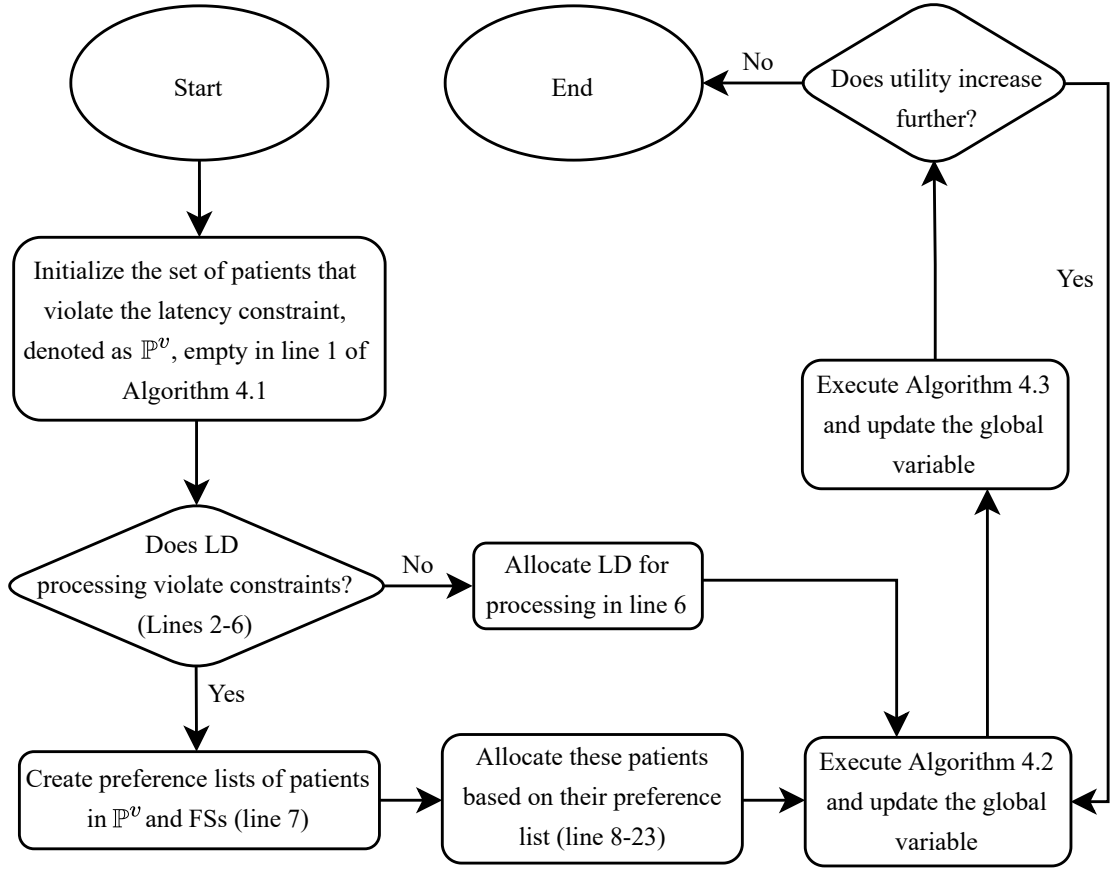 Start
Initialize the set of patients that
violate the latency constraint,
denoted as ℙᵛ, empty in line 1 of
Algorithm 4.1
Does LD
processing violate constraints?
(Lines 2-6)
No
Yes
Allocate LD for
processing in line 6
Create preference lists of patients
in ℙᵛ and FSs (line 7)
Allocate these patients
based on their preference
list (line 8-23)
Execute Algorithm 4.2
and update the global
variable
Execute Algorithm 4.3
and update the global
variable
Does utility increase
further?
No
Yes
End